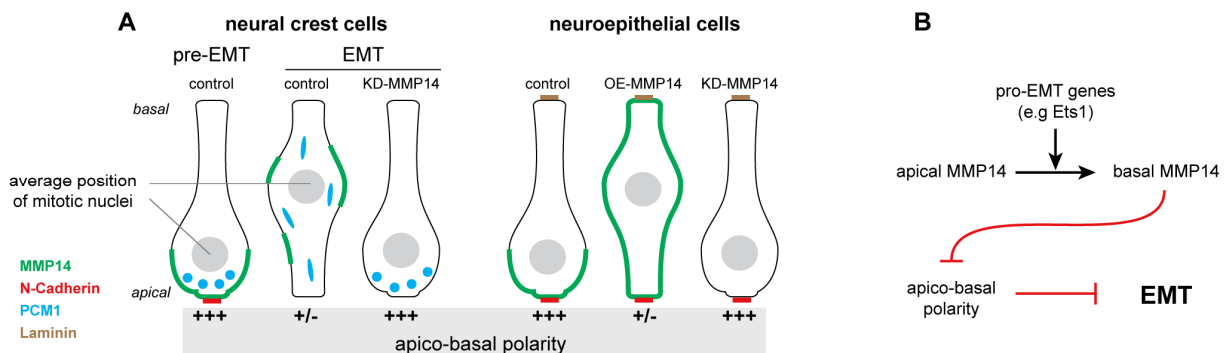 A
neural crest cells
neuroepithelial cells
B
pre-EMT
EMT
control
control
KD-MMP14
control
OE-MMP14
KD-MMP14
basal
average position
of mitotic nuclei
MMP14
N-Cadherin
PCM1
Laminin
apical
+++
+/-
+++
+++
+/-
+++
apico-basal polarity
pro-EMT genes
(e.g Ets1)
apical MMP14
basal MMP14
apico-basal
polarity
EMT